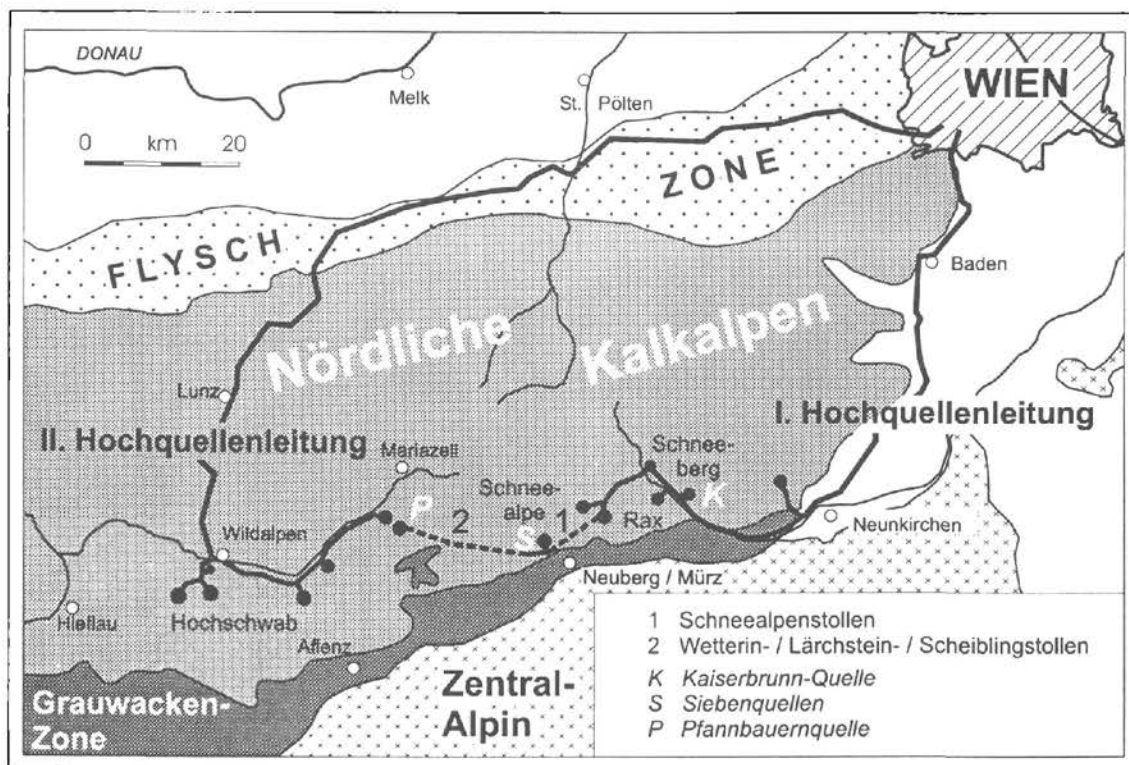 DONAU
Melk
St. Pölten
WIEN
0 km 20
FLYSCH
ZONE
Baden
Nördliche
Kalkalpen
Lunz
II. Hochquellenleitung
I. Hochquellenleitung
Mariazell
P
Schnee-
berg
K
Schnee-
alpe
1
2
S
Rax
Wildalpen
Neunkirchen
Neuberg / Mürz
Hieflau
Hochschwab
Aflenz
Grauwacken-
Zone
Zentral-
Alpin
1 Schneealpenstollen
2 Wetterin- / Lärchstein- / Scheiblingstollen
K Kaiserbrunn-Quelle
S Siebenquellen
P Pfannbauernquelle